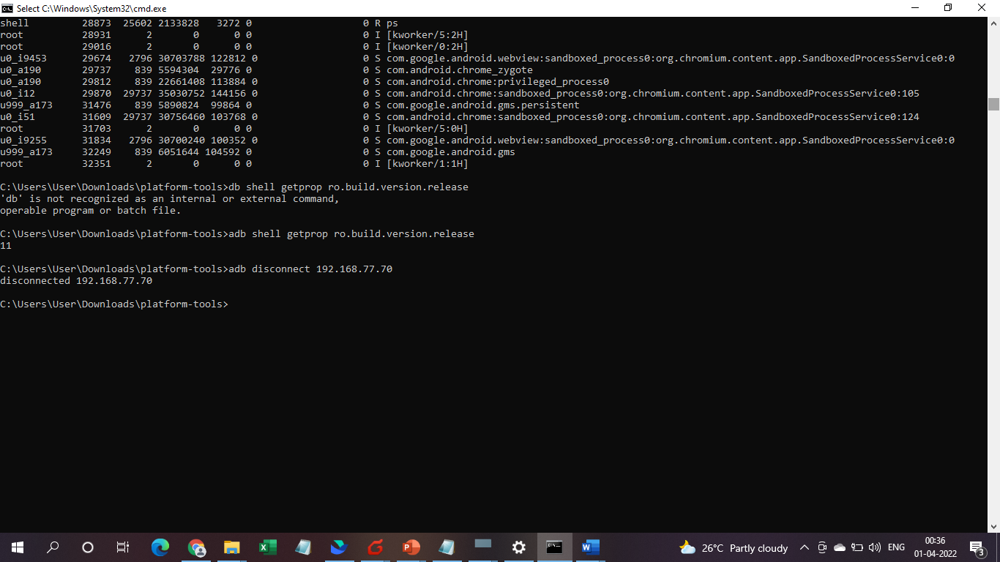 Select C:\Windows\System32\cmd.exe
shell 28873 25602 2133828 3272 0 0 R ps
root 28931 2 0 0 0 0 I [kworker/5:2H]
root 29016 2 0 0 0 0 I [kworker/0:2H]
u0_i9453 29674 2796 30703788 122812 0 0 S com.google.android.webview:sandboxed_process0:org.chromium.content.app.SandboxedProcessService0:0
u0_a190 29737 839 5594304 29776 0 0 S com.android.chrome_zygote
u0_a190 29812 839 22661408 113884 0 0 S com.android.chrome:privileged_process0
u0_i12 29870 29737 35030752 144156 0 0 S com.android.chrome:sandboxed_process0:org.chromium.content.app.SandboxedProcessService0:105
u999_a173 31476 839 5890824 99864 0 0 S com.google.android.gms.persistent
u0_i51 31609 29737 30756460 103768 0 0 S com.android.chrome:sandboxed_process0:org.chromium.content.app.SandboxedProcessService0:124
root 31703 2 0 0 0 0 I [kworker/5:0H]
u0_i9255 31834 2796 30700240 100352 0 0 S com.google.android.webview:sandboxed_process0:org.chromium.content.app.SandboxedProcessService0:0
u999_a173 32249 839 6051644 104592 0 0 S com.google.android.gms
root 32351 2 0 0 0 0 I [kworker/1:1H]
C:\Users\User\Downloads\platform-tools>db shell getprop ro.build.version.release
'db' is not recognized as an internal or external command,
operable program or batch file.
C:\Users\User\Downloads\platform-tools>adb shell getprop ro.build.version.release
11
C:\Users\User\Downloads\platform-tools>adb disconnect 192.168.77.70
disconnected 192.168.77.70
C:\Users\User\Downloads\platform-tools>
26°C Partly cloudy ENG 00:36
01-04-2022
3